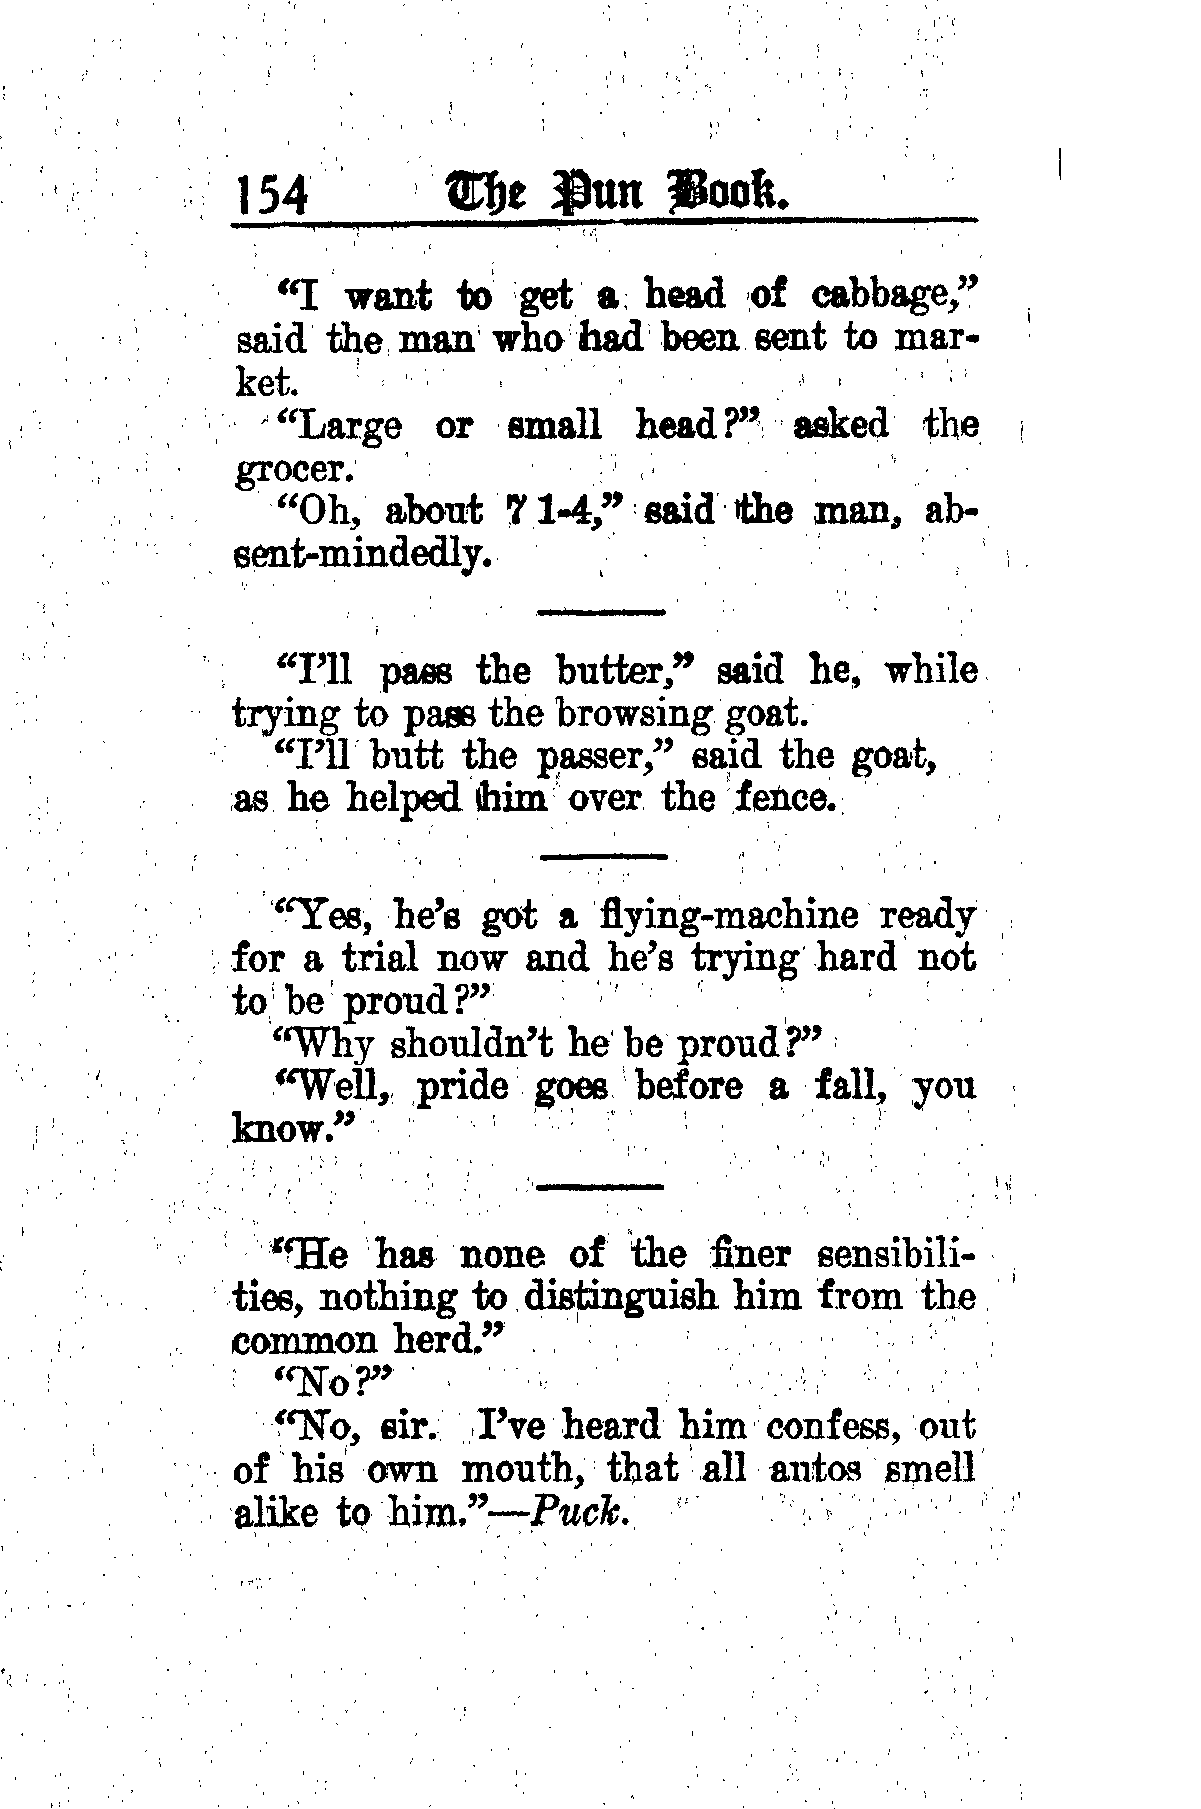 154 The Pun Book.
“I want to get a head of cabbage,”
said the man who had been sent to mar-
ket.
“Large or small head?” asked the
grocer.
“Oh, about 7 1-4,” said the man, ab-
sent-mindedly.
“I’ll pass the butter,” said he, while
trying to pass the browsing goat.
“I’ll butt the passer,” said the goat,
as he helped him over the fence.
“Yes, he’s got a flying-machine ready
for a trial now and he’s trying hard not
to be proud?”
“Why shouldn’t he be proud?”
“Well, pride goes before a fall, you
know.”
“He has none of the finer sensibili-
ties, nothing to distinguish him from the
common herd.”
“No?”
“No, sir. I’ve heard him confess, out
of his own mouth, that all autos smell
alike to him.”—Puck.